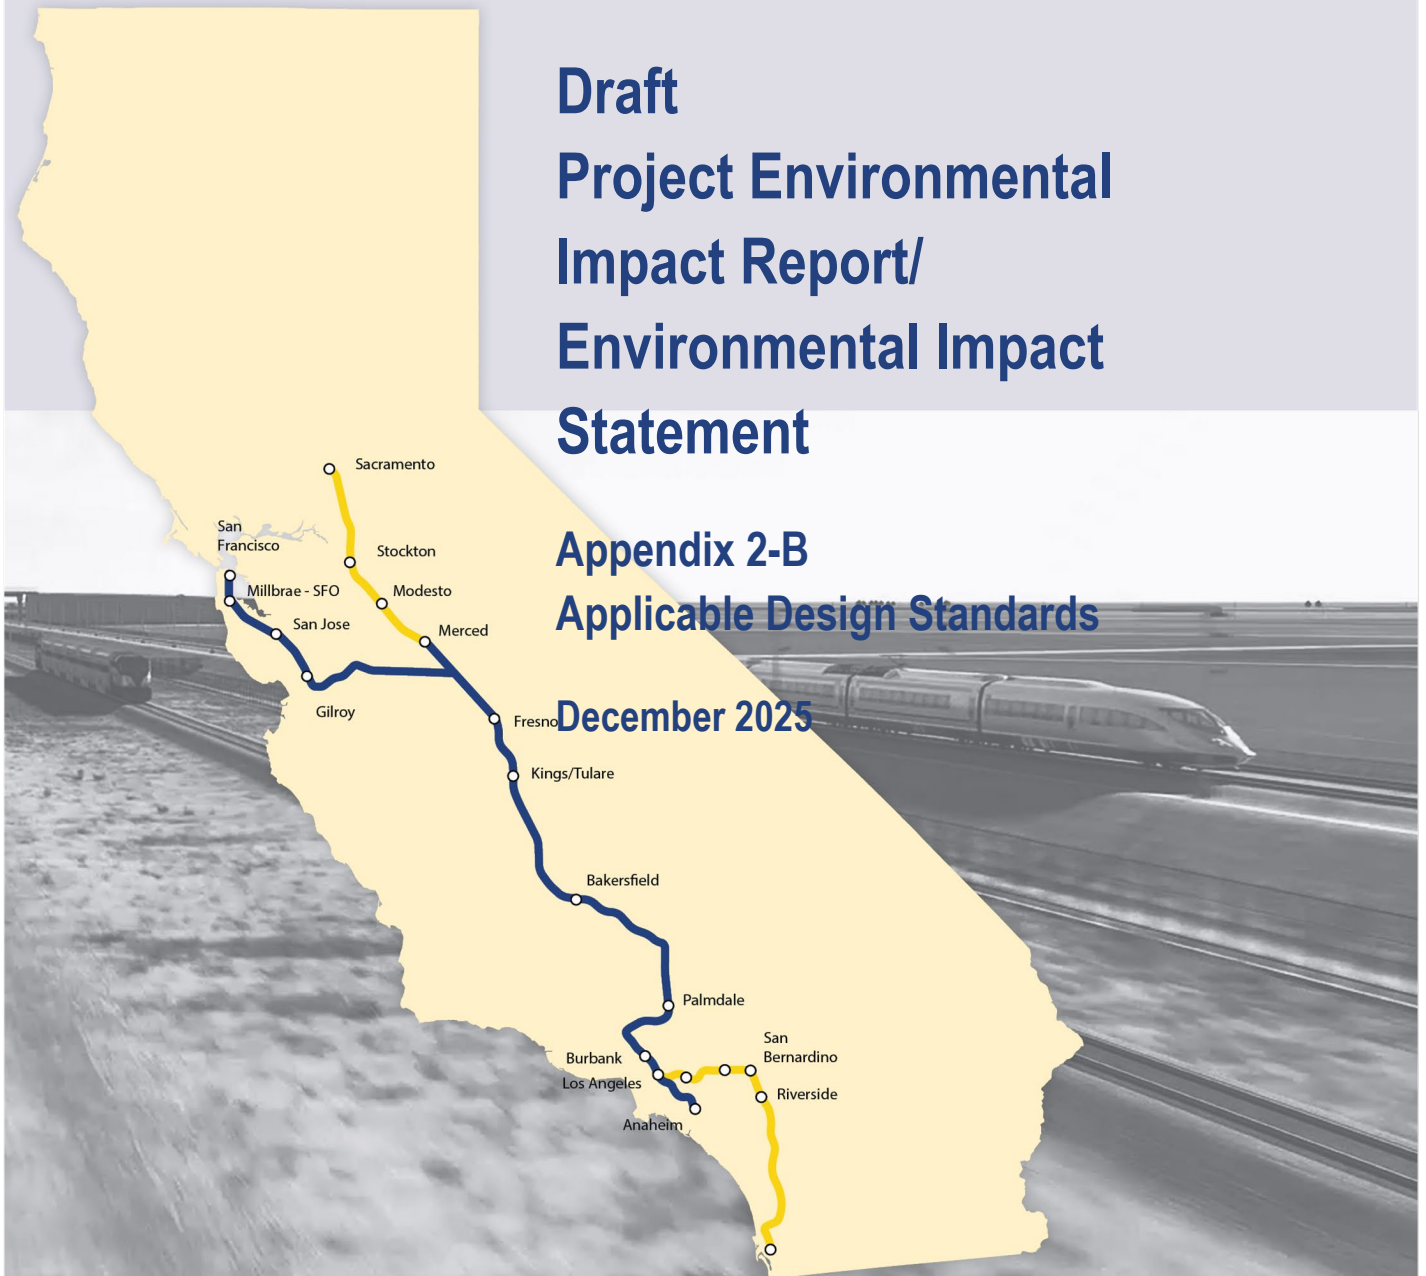 Draft
Project Environmental
Impact Report/
Environmental Impact
Statement
Appendix 2-B
Applicable Design Standards
December 2025
Sacramento
San
Francisco
Stockton
Millbrae - SFO
Modesto
San Jose
Merced
Gilroy
Fresno
Kings/Tulare
Bakersfield
Palmdale
San
Bernardino
Burbank
Los Angeles
Riverside
Anaheim